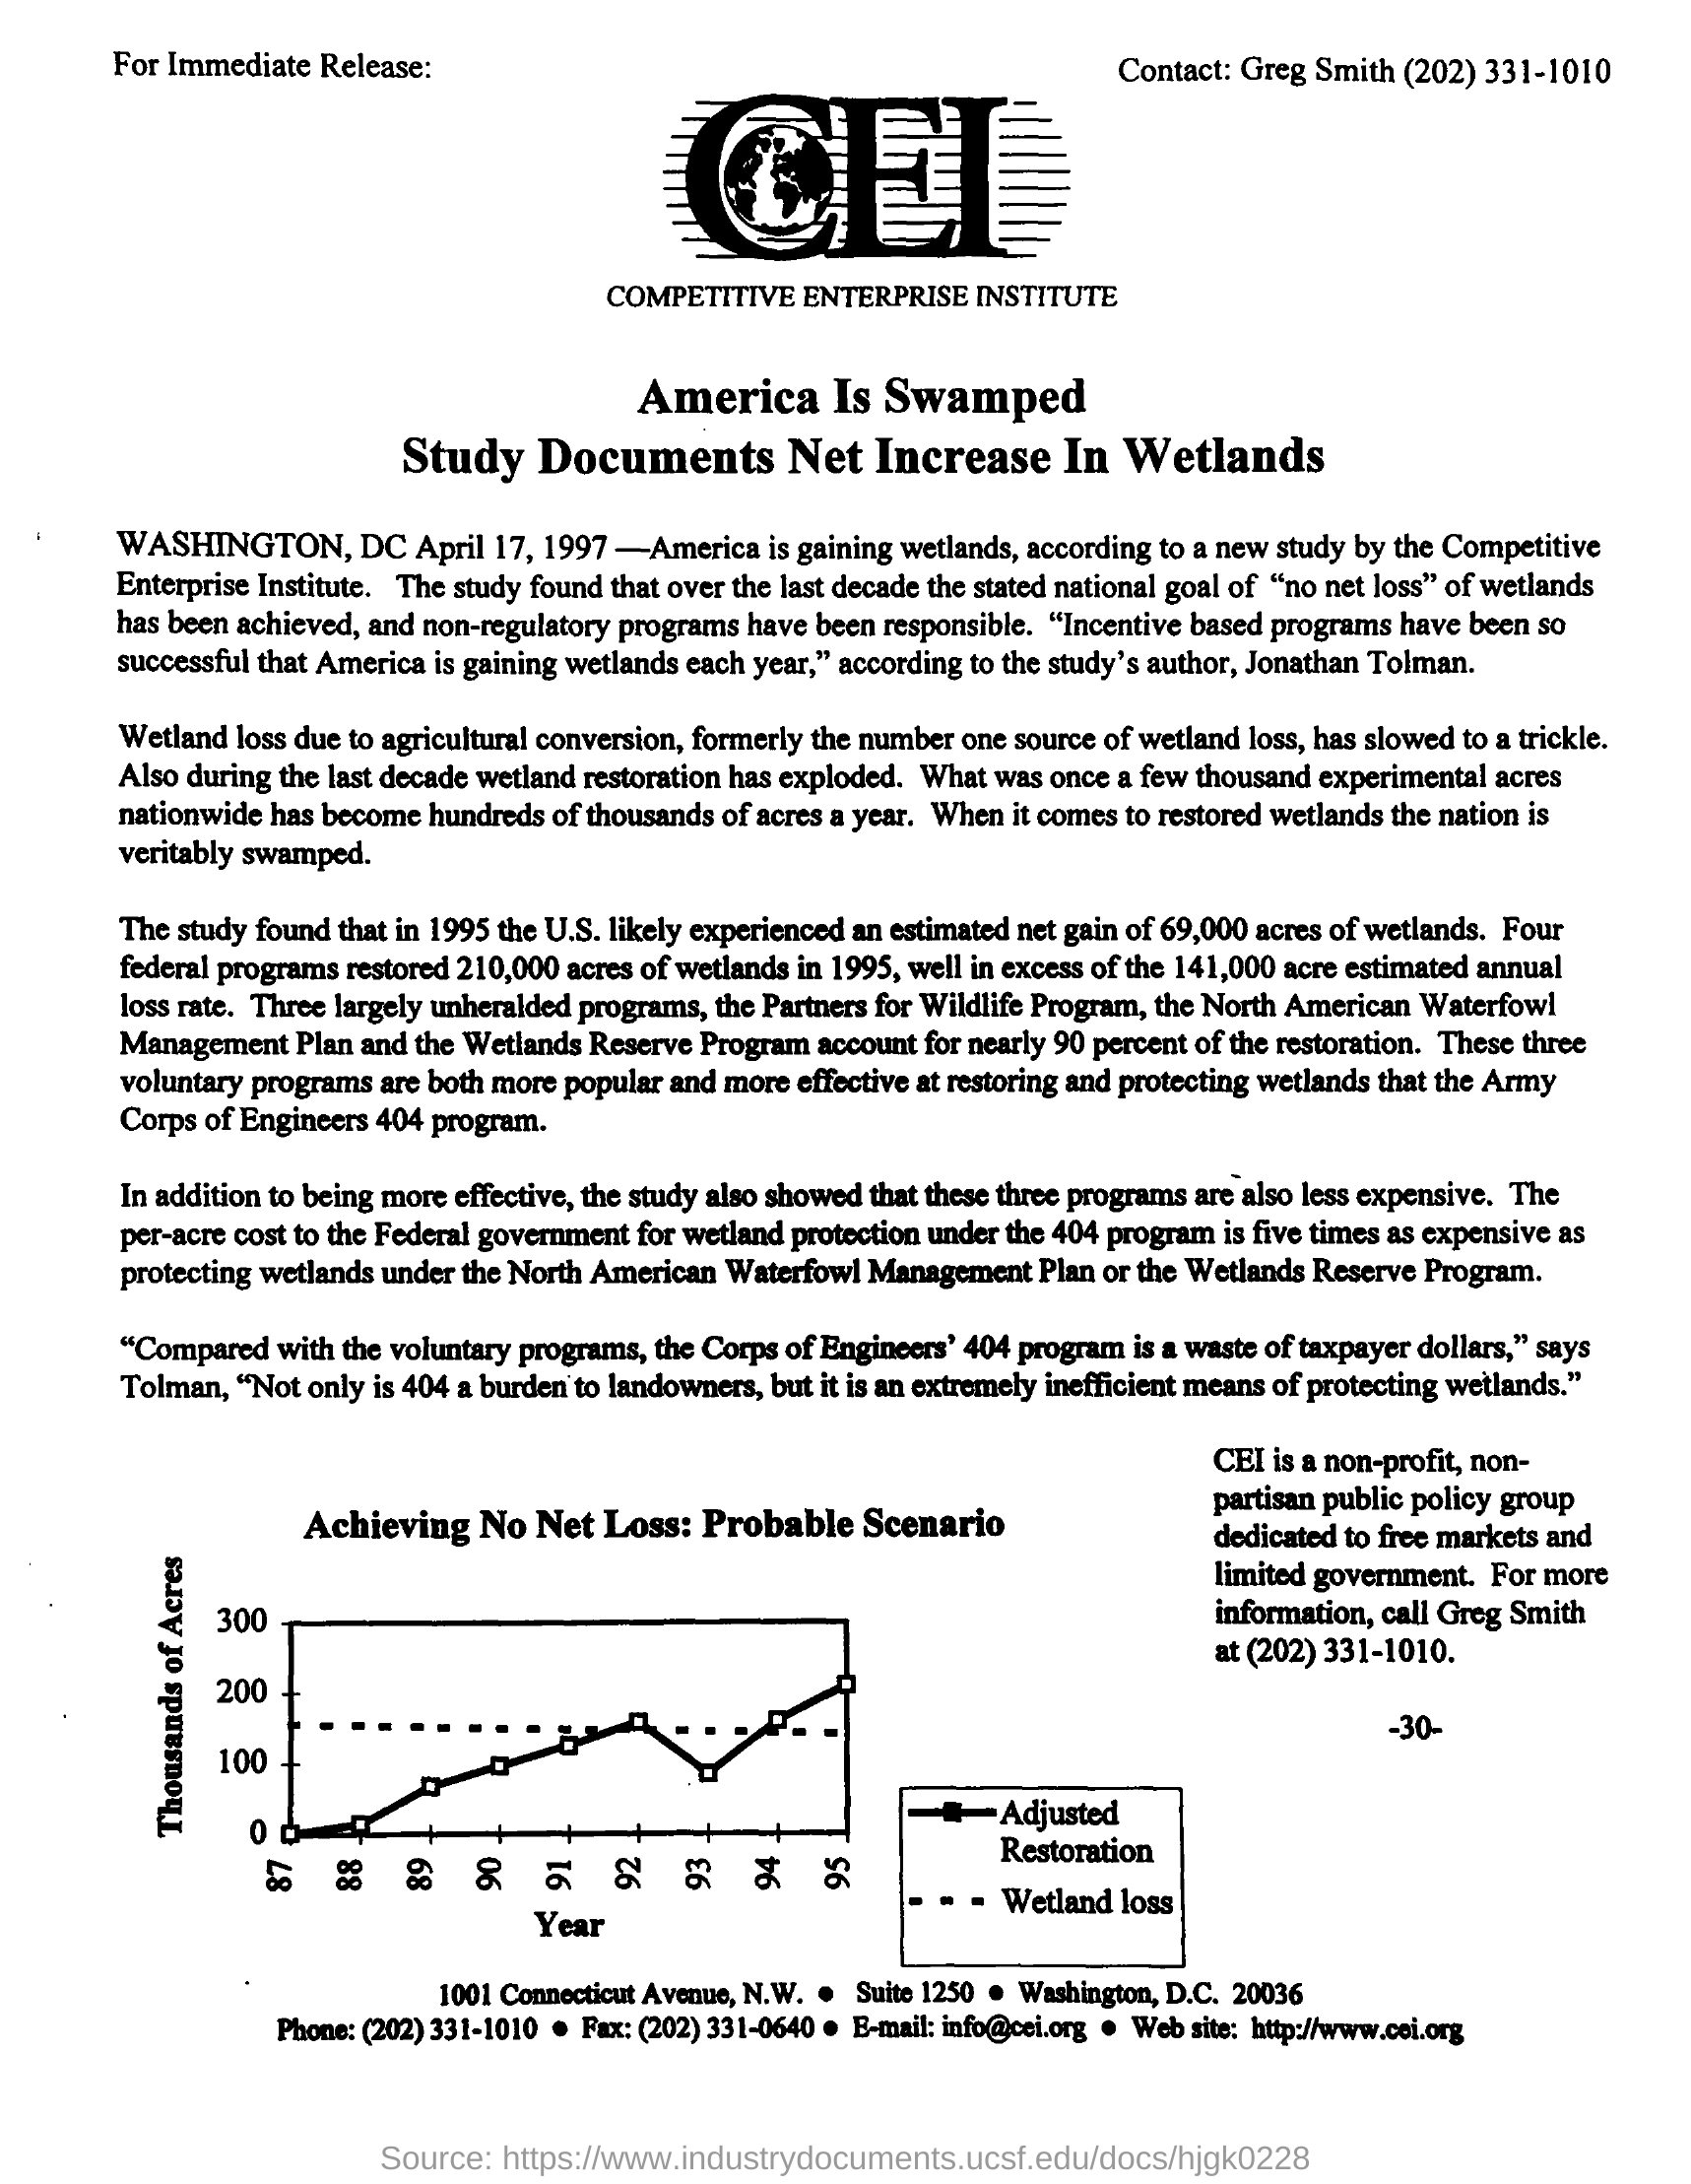 For Immediate Release:
Contact: Greg Smith (202) 331-1010
CEI
COMPETITIVE ENTERPRISE INSTITUTE
America Is Swamped
Study Documents Net Increase In Wetlands
WASHINGTON, DC April 17, 1997 —America is gaining wetlands, according to a new study by the Competitive
Enterprise Institute. The study found that over the last decade the stated national goal of “no net loss” of wetlands
has been achieved, and non-regulatory programs have been responsible. “Incentive based programs have been so
successful that America is gaining wetlands each year,” according to the study’s author, Jonathan Tolman.
Wetland loss due to agricultural conversion, formerly the number one source of wetland loss, has slowed to a trickle.
Also during the last decade wetland restoration has exploded. What was once a few thousand experimental acres
nationwide has become hundreds of thousands of acres a year. When it comes to restored wetlands the nation is
veritably swamped.
The study found that in 1995 the U.S. likely experienced an estimated net gain of 69,000 acres of wetlands. Four
federal programs restored 210,000 acres of wetlands in 1995, well in excess of the 141,000 acre estimated annual
loss rate. Three largely unheralded programs, the Partners for Wildlife Program, the North American Waterfowl
Management Plan and the Wetlands Reserve Program account for nearly 90 percent of the restoration. These three
voluntary programs are both more popular and more effective at restoring and protecting wetlands that the Army
Corps of Engineers 404 program.
In addition to being more effective, the study also showed that these three programs are also less expensive. The
per-acre cost to the Federal government for wetland protection under the 404 program is five times as expensive as
protecting wetlands under the North American Waterfowl Management Plan or the Wetlands Reserve Program.
“Compared with the voluntary programs, the Corps of Engineers’ 404 program is a waste of taxpayer dollars,” says
Tolman, “Not only is 404 a burden to landowners, but it is an extremely inefficient means of protecting wetlands.”
CEI is a non-profit, non-
partisan public policy group
dedicated to free markets and
limited government. For more
information, call Greg Smith
at (202) 331-1010.
-30-
Achieving No Net Loss: Probable Scenario
Thousands of Acres
300
200
100
0
87 88 89 90 91 92 93 94 95
Year
Adjusted
Restoration
Wetland loss
1001 Connecticut Avenue, N.W. ● Suite 1250 ● Washington, D.C. 20036
Phone: (202) 331-1010 ● Fax: (202) 331-0640 ● E-mail: info@cei.org ● Web site: http://www.cei.org
Source: https://www.industrydocuments.ucsf.edu/docs/hjgk0228